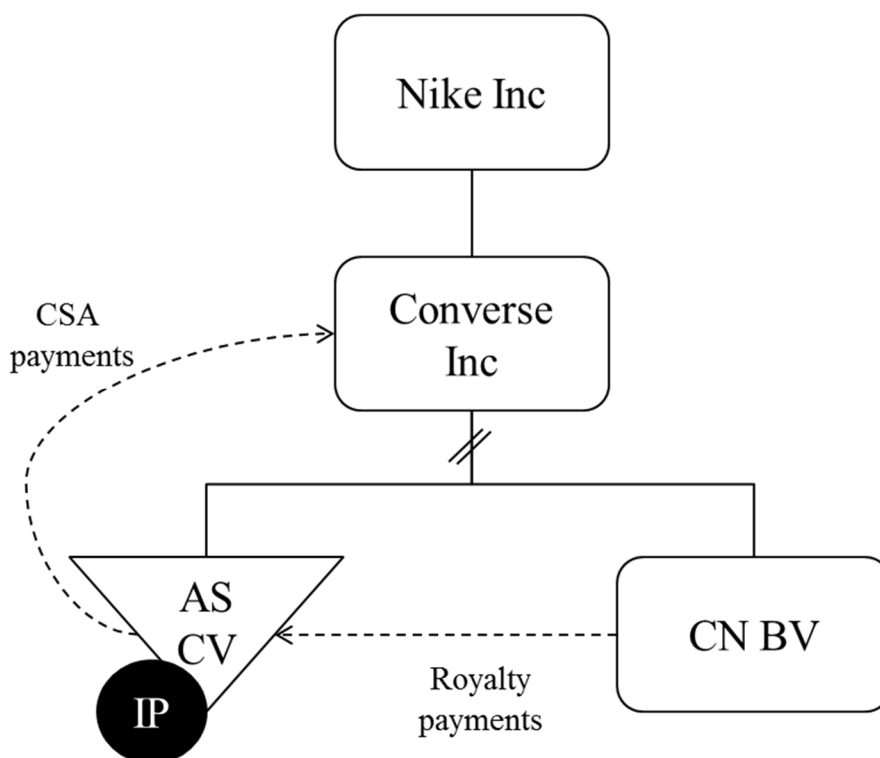 Nike Inc
Converse
Inc
CSA
payments
AS
CV
IP
CN BV
Royalty
payments